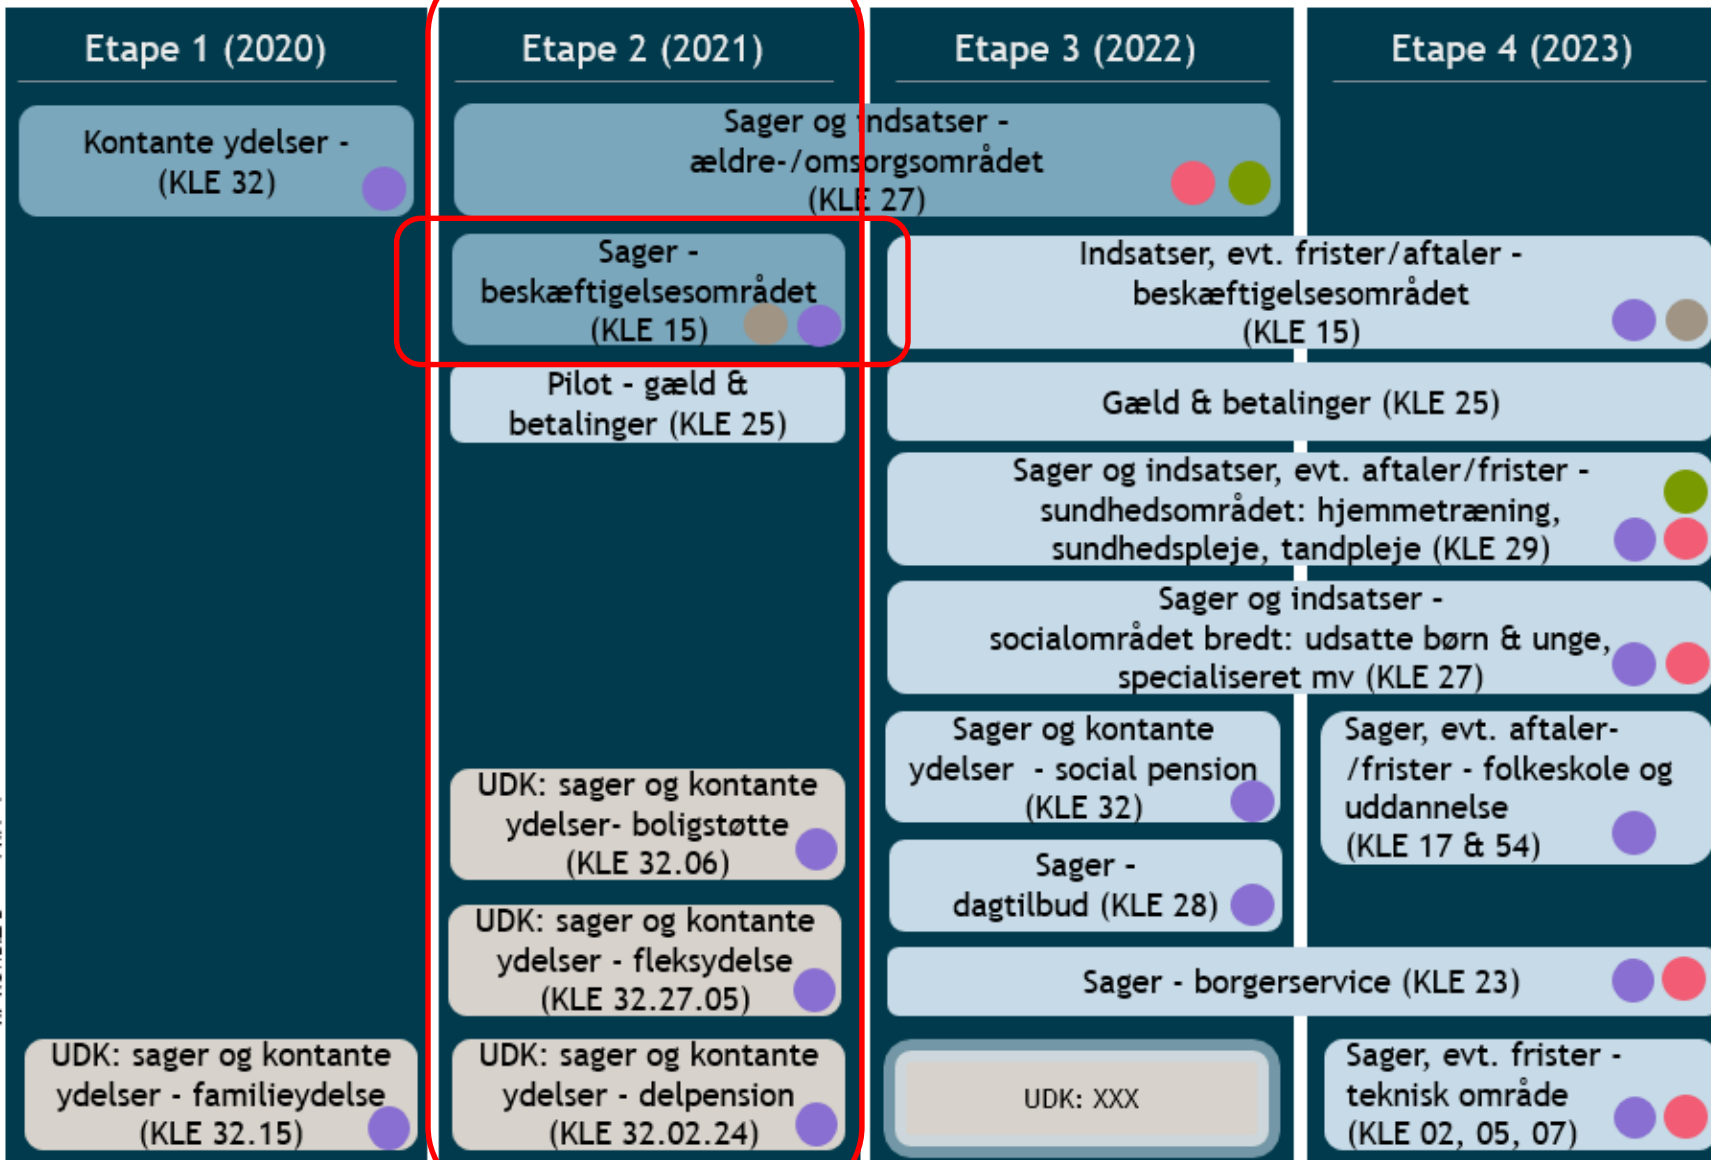 Etape 1 (2020)
Kontante ydelser -
(KLE 32)
UDK: sager og kontante
ydelser - familieydelse
(KLE 32.15)
Etape 2 (2021)
Sager og indsatser -
ældre-/omsorgsområdet
(KLE 27)
Sager -
beskæftigelsesområdet
(KLE 15)
Pilot - gæld &
betalinger (KLE 25)
UDK: sager og kontante
ydelser- boligstøtte
(KLE 32.06)
UDK: sager og kontante
ydelser - fleksydelse
(KLE 32.27.05)
UDK: sager og kontante
ydelser - delpension
(KLE 32.02.24)
Etape 3 (2022)
Indsatser, evt. frister/aftaler -
beskæftigelsesområdet
(KLE 15)
Gæld & betalinger (KLE 25)
Sager og indsatser, evt. aftaler/frister -
sundhedsområdet: hjemmetræning,
sundhedspleje, tandpleje (KLE 29)
Sager og indsatser -
socialområdet bredt: udsatte børn & unge,
specialiseret mv (KLE 27)
Sager og kontante
ydelser - social pension
(KLE 32)
Sager -
dagtilbud (KLE 28)
Sager - borgerservice (KLE 23)
UDK: XXX
Etape 4 (2023)
Sager, evt. aftaler-
/frister - folkeskole og
uddannelse
(KLE 17 & 54)
Sager, evt. frister -
teknisk område
(KLE 02, 05, 07)